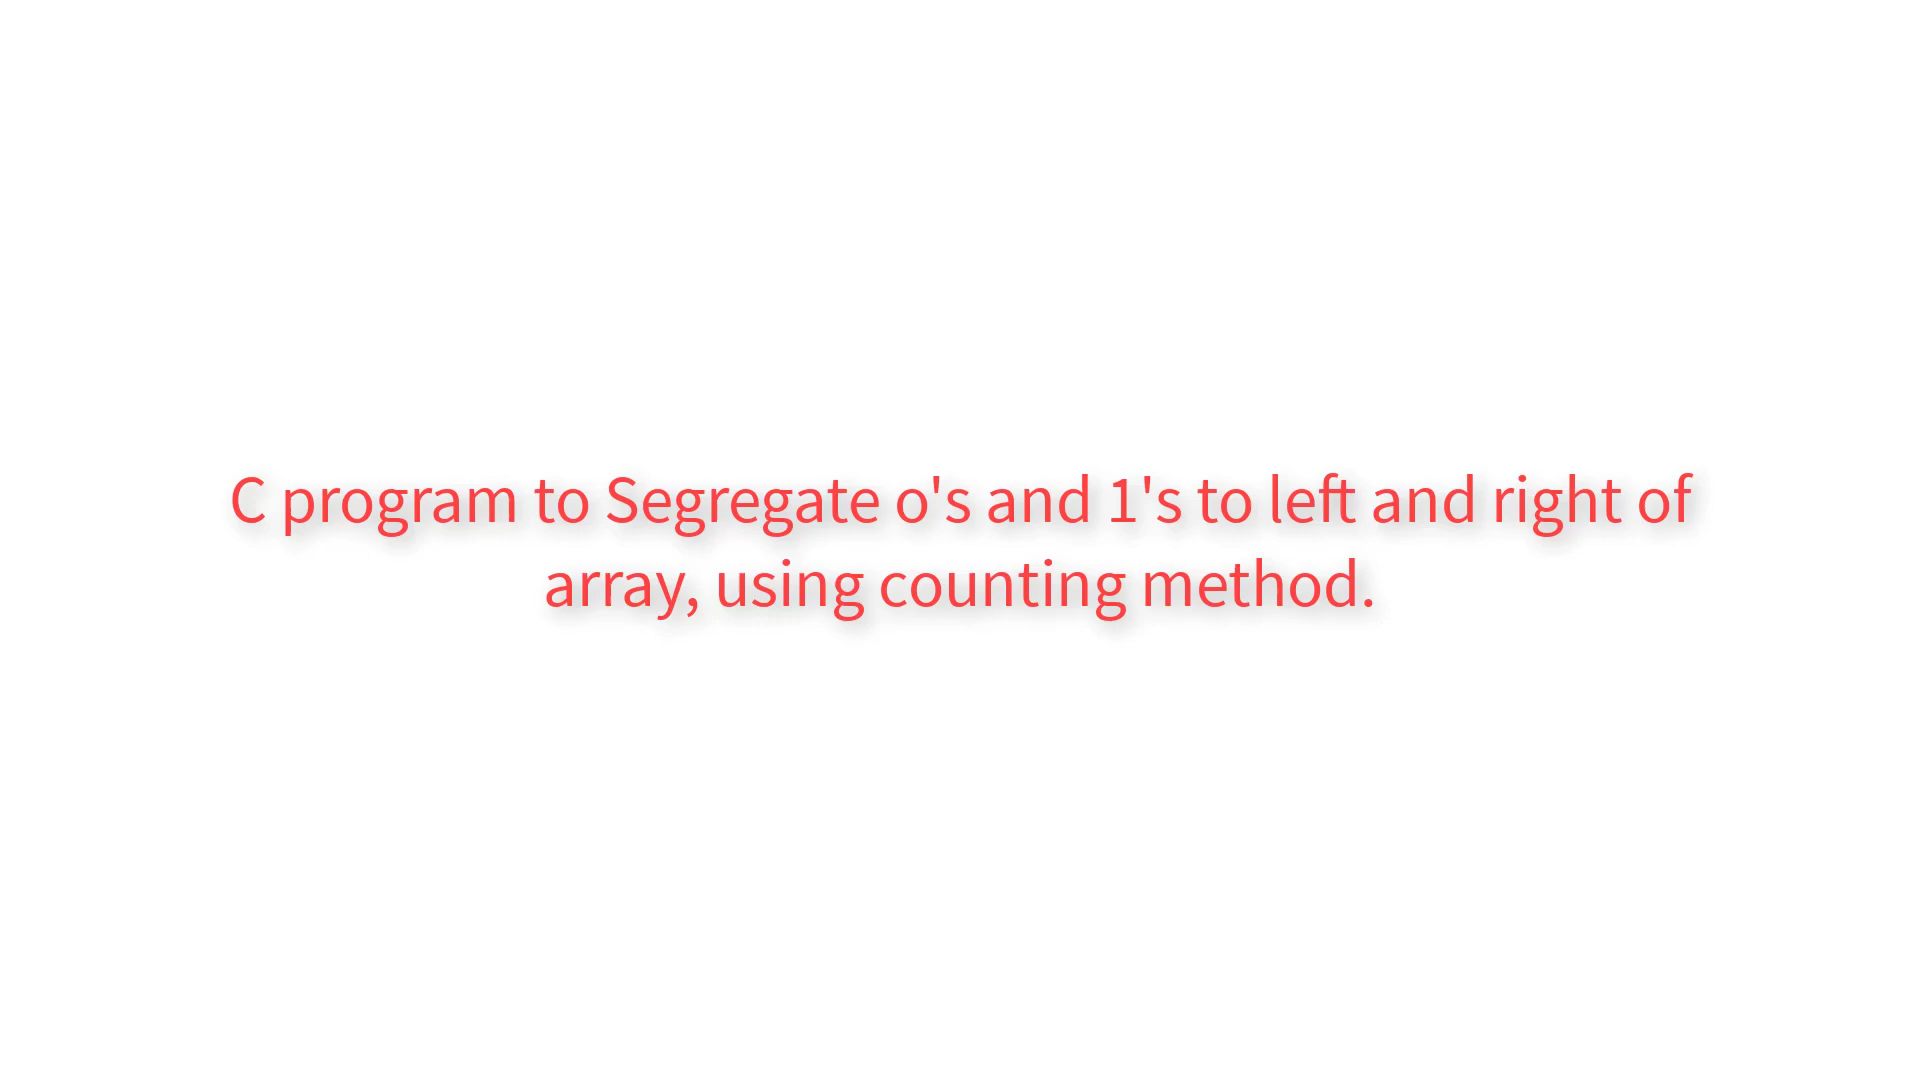 C program to Segregate o's and 1's to left and right of
array, using counting method.